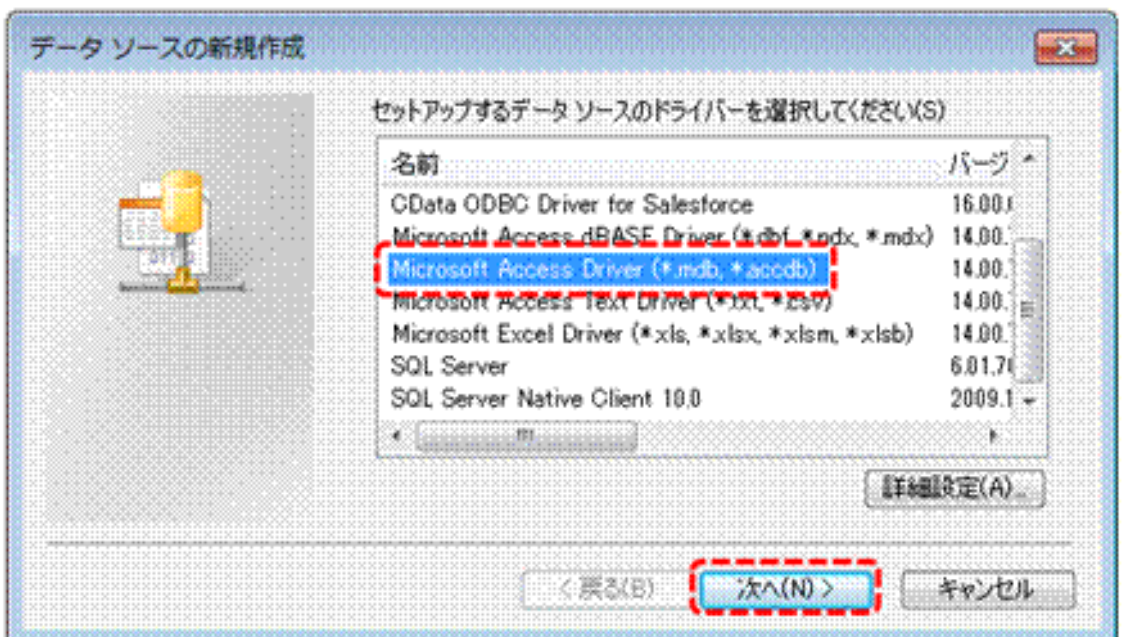 データ ソースの新規作成
セットアップするデータ ソースのドライバーを選択してください(S)
名前 バージ
CData ODBC Driver for Salesforce 16.00.
Microsoft Access dBASE Driver (*.dbf, *.ndx, *.mdx) 14.00.
Microsoft Access Driver (*.mdb, *.accdb) 14.00.
Microsoft Access Text Driver (*.txt, *.csv) 14.00.
Microsoft Excel Driver (*.xls, *.xlsx, *.xlsm, *.xlsb) 14.00.
SQL Server 6.01.7
SQL Server Native Client 10.0 2009.1
詳細設定(A)...
< 戻る(B) 次へ(N) > キャンセル